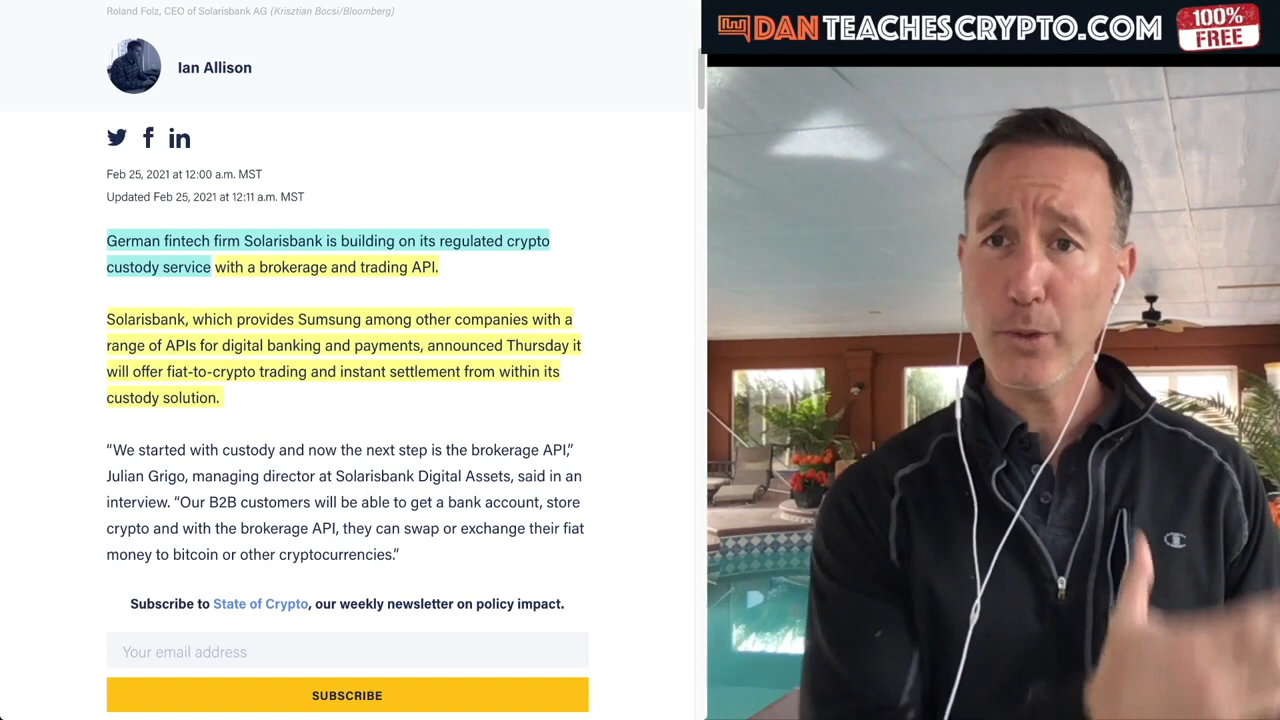 Roland Folz, CEO of Solarisbank AG (Krisztian Bocsi/Bloomberg)
Ian Allison
Feb 25, 2021 at 12:00 a.m. MST
Updated Feb 25, 2021 at 12:11 a.m. MST
German fintech firm Solarisbank is building on its regulated crypto
custody service with a brokerage and trading API.
Solarisbank, which provides Sumsung among other companies with a
range of APIs for digital banking and payments, announced Thursday it
will offer fiat-to-crypto trading and instant settlement from within its
custody solution.
“We started with custody and now the next step is the brokerage API,”
Julian Grigo, managing director at Solarisbank Digital Assets, said in an
interview. “Our B2B customers will be able to get a bank account, store
crypto and with the brokerage API, they can swap or exchange their fiat
money to bitcoin or other cryptocurrencies.”
Subscribe to State of Crypto, our weekly newsletter on policy impact.
Your email address
SUBSCRIBE
DANTEACHESCRYPTO.COM
100%
FREE